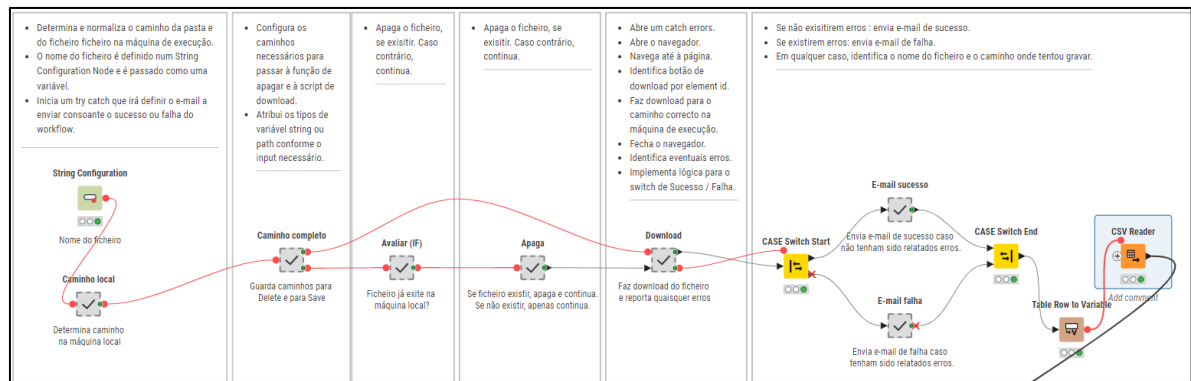 Determina e normaliza o caminho da pasta e
do ficheiro ficheiro na máquina de execução.
O nome do ficheiro é definido num String
Configuration Node e é passado como uma
variável.
Inicia um try catch que irá definir o e-mail a
enviar consoante o sucesso ou falha do
workflow.
Configura os
caminhos
necessários para
passar à função de
apagar e à script de
download.
Atribui os tipos de
variável string ou
path conforme o
input necessário.
Apaga o ficheiro,
se exisitir. Caso
contrário,
continua.
Apaga o ficheiro, se
exisitir. Caso contrário,
continua.
Abre um catch errors.
Abre o navegador.
Navega até à página.
Identifica botão de
download por element id.
Faz download para o
caminho correcto na
máquina de execução.
Fecha o navegador.
Identifica eventuais erros.
Implementa lógica para o
switch de Sucesso / Falha.
Se não exisitirem erros : envia e-mail de sucesso.
Se existirem erros: envia e-mail de falha.
Em qualquer caso, identifica o nome do ficheiro e o caminho onde tentou gravar.
String Configuration
Nome do ficheiro
Caminho local
Determina caminho
na máquina local
Caminho completo
Guarda caminhos para
Delete e para Save
Avaliar (IF)
Ficheiro já exite na
máquina local?
Apaga
Se ficheiro existir, apaga e continua.
Se não existir, apenas continua.
Download
Faz download do ficheiro
e reporta quaisquer erros
CASE Switch Start
E-mail sucesso
Envia e-mail de sucesso caso
não tenham sido relatados erros.
E-mail falha
Envia e-mail de falha caso
tenham sido relatados erros.
CASE Switch End
Table Row to Variable
CSV Reader
Add comment